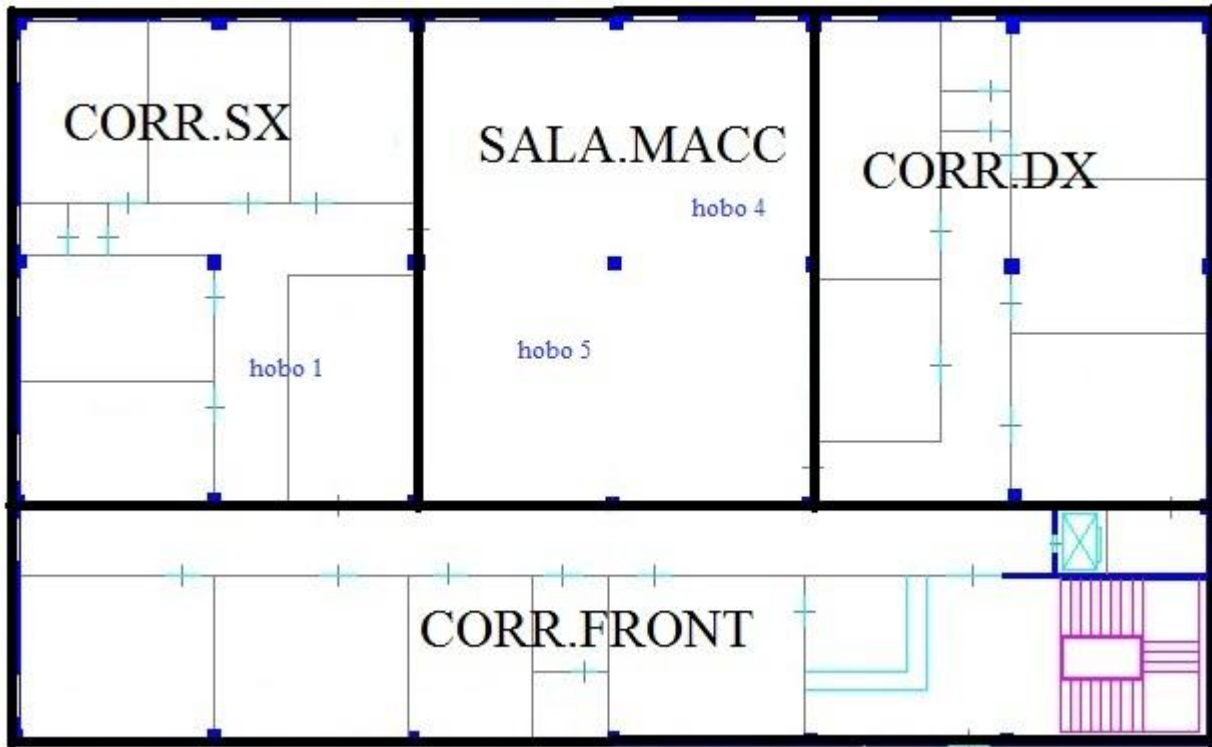 CORR.SX
SALA.MACC
CORR.DX
hobo 4
hobo 5
hobo 1
CORR.FRONT